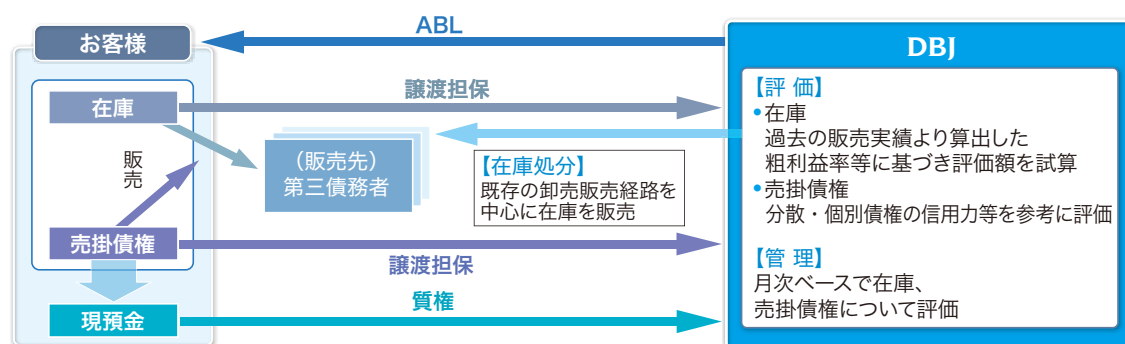 ABL
お客様
DBJ
在庫
譲渡担保
販売
(販売先)
第三債務者
【在庫処分】
既存の卸売販売経路を
中心に在庫を販売
売掛債権
譲渡担保
質権
現預金
【評 価】
•在庫
過去の販売実績より算出した
粗利益率等に基づき評価額を試算
•売掛債権
分散・個別債権の信用力等を参考に評価
【管 理】
月次ベースで在庫、
売掛債権について評価